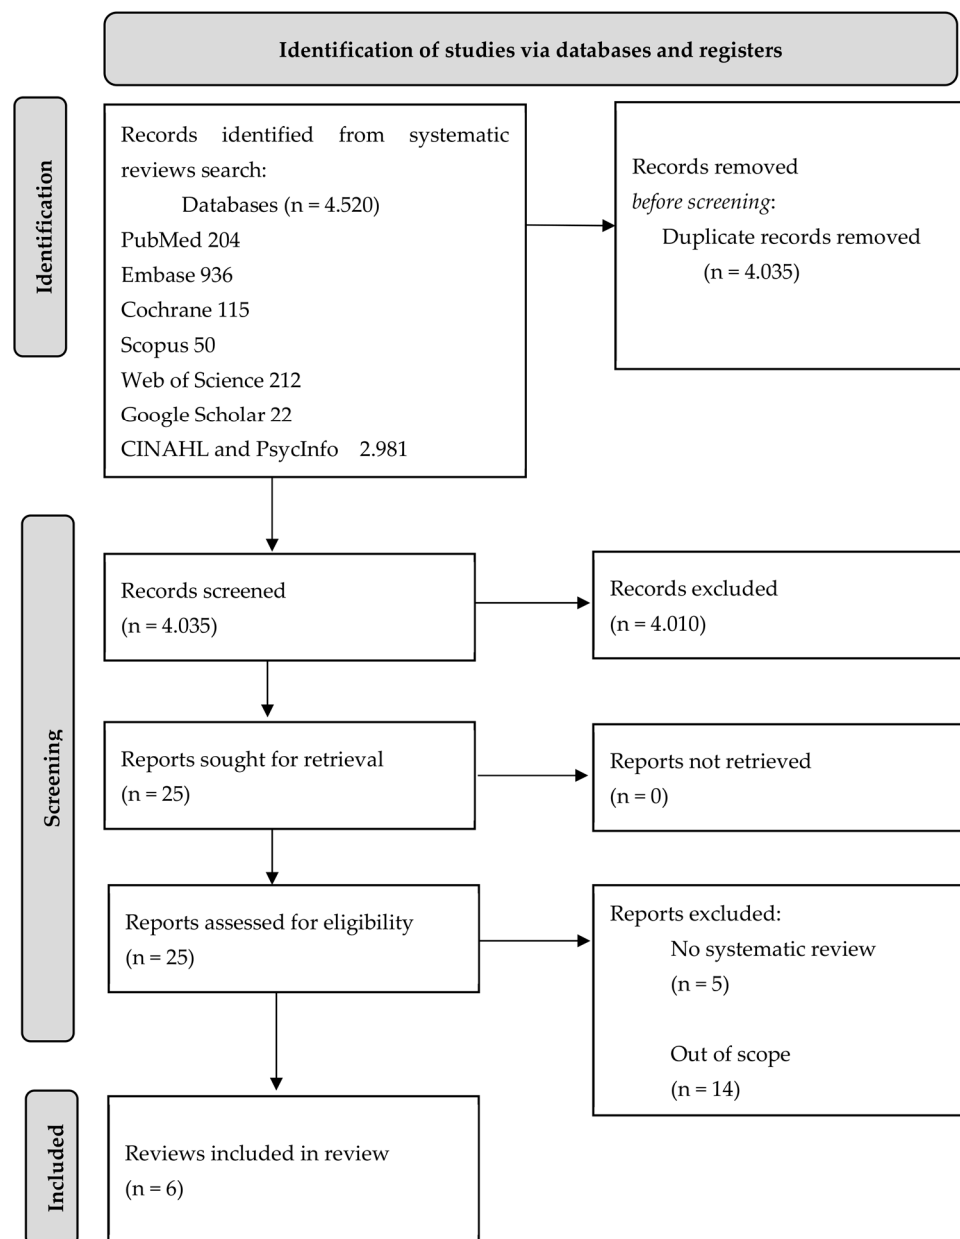 Identification of studies via databases and registers
Identification
Records identified from systematic
reviews search:
Databases (n = 4.520)
PubMed 204
Embase 936
Cochrane 115
Scopus 50
Web of Science 212
Google Scholar 22
CINAHL and PsycInfo 2.981
Records removed
before screening:
Duplicate records removed
(n = 4.035)
Screening
Records screened
(n = 4.035)
Records excluded
(n = 4.010)
Reports sought for retrieval
(n = 25)
Reports not retrieved
(n = 0)
Reports assessed for eligibility
(n = 25)
Reports excluded:
No systematic review
(n = 5)
Out of scope
(n = 14)
Included
Reviews included in review
(n = 6)